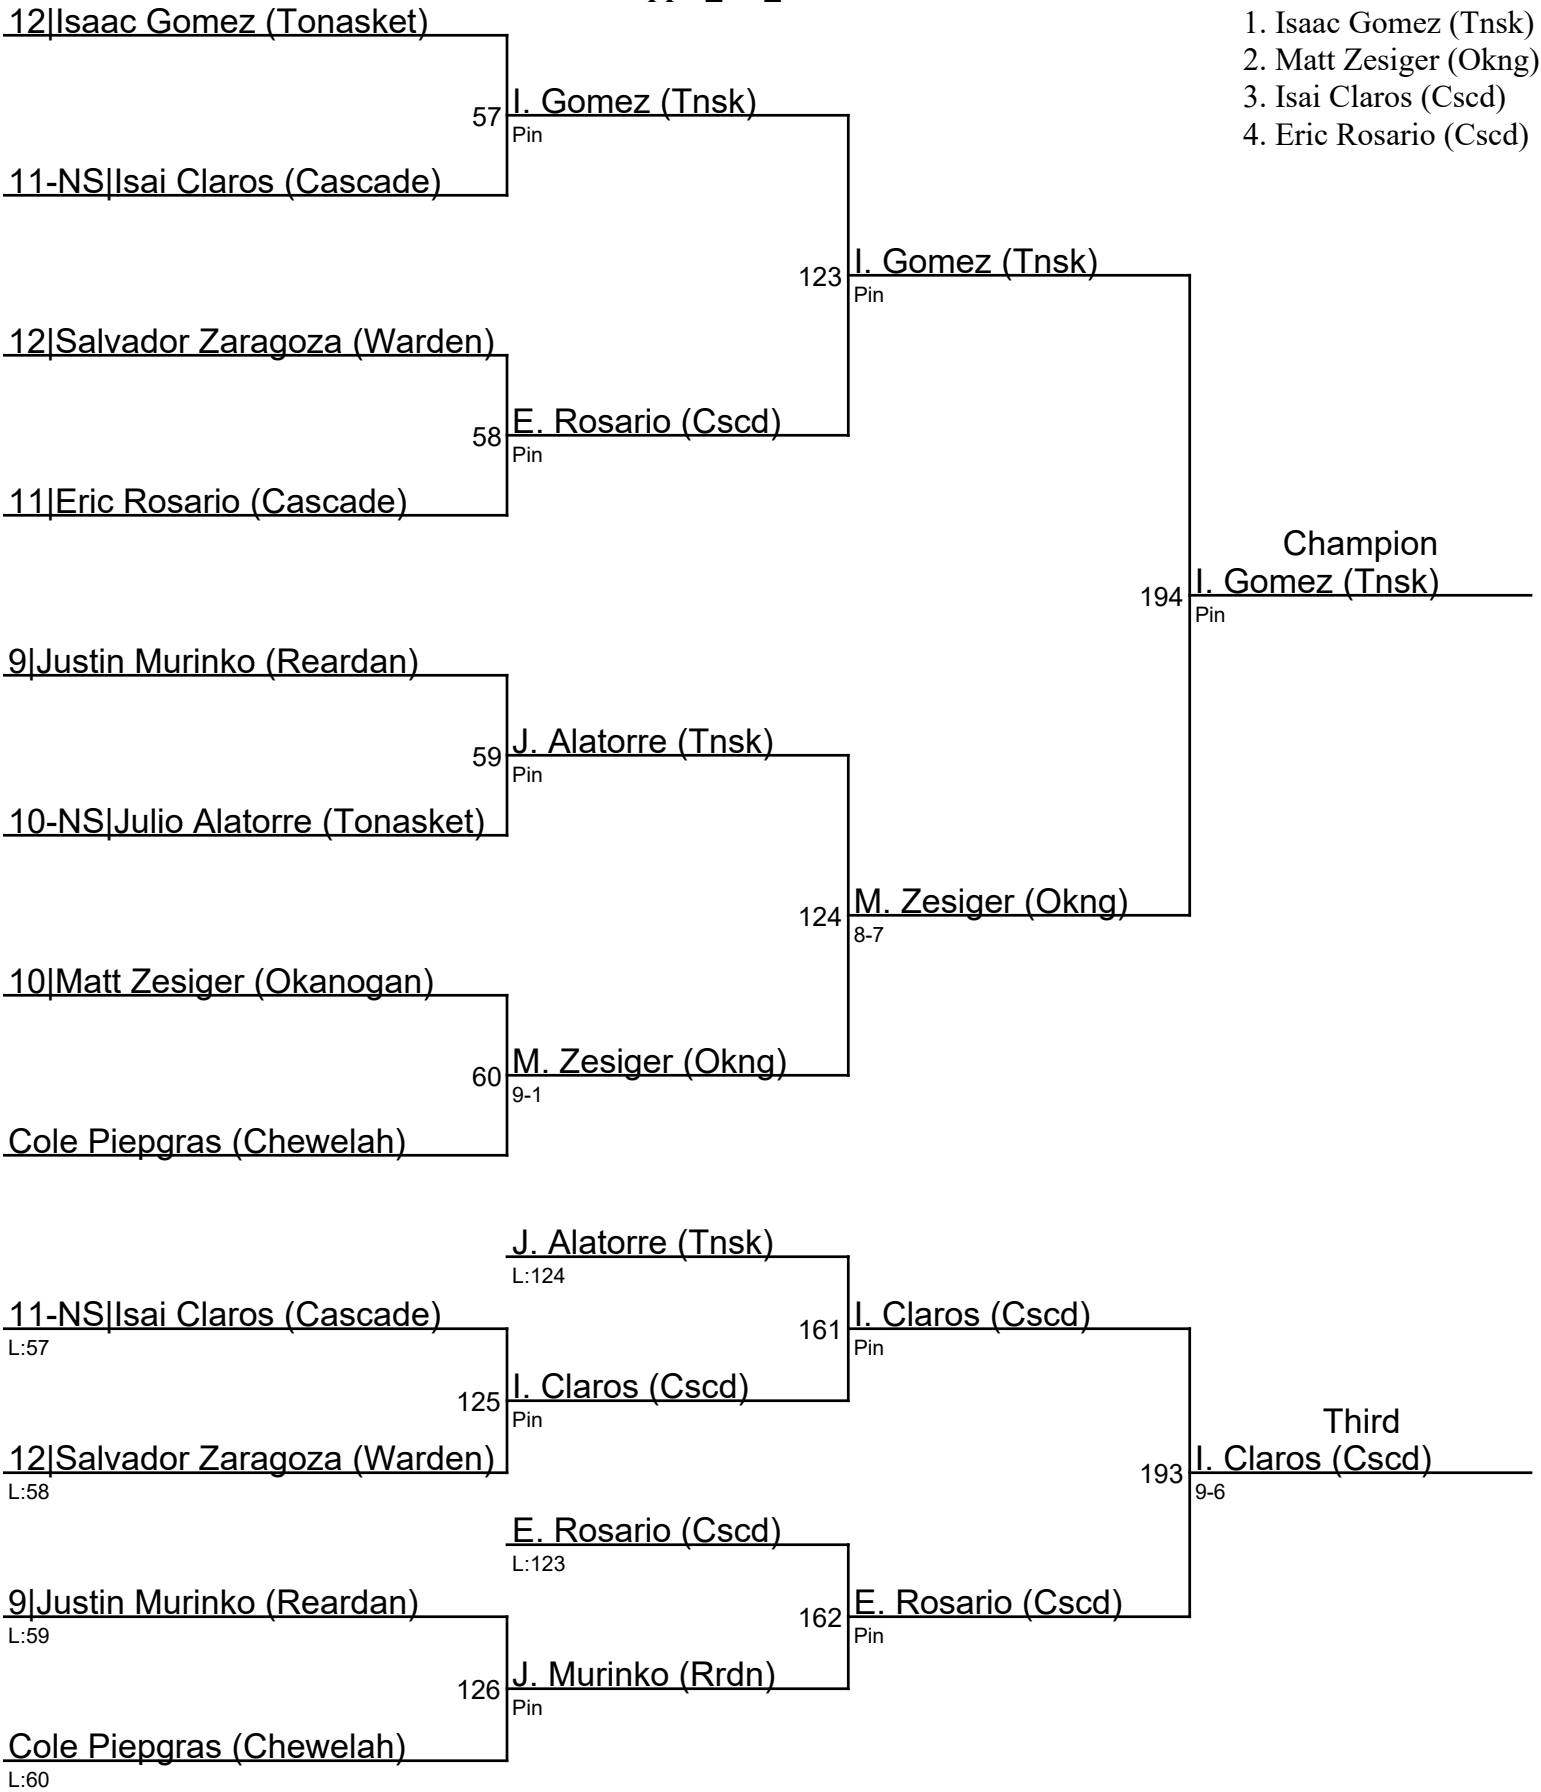 12|Isaac Gomez (Tonasket)
1. Isaac Gomez (Tnsk)
2. Matt Zesiger (Okng)
3. Isai Claros (Cscd)
4. Eric Rosario (Cscd)
57
I. Gomez (Tnsk)
Pin
11-NS|Isai Claros (Cascade)
123
I. Gomez (Tnsk)
Pin
12|Salvador Zaragoza (Warden)
58
E. Rosario (Cscd)
Pin
11|Eric Rosario (Cascade)
Champion
194
I. Gomez (Tnsk)
Pin
9|Justin Murinko (Reardan)
59
J. Alatorre (Tnsk)
Pin
10-NS|Julio Alatorre (Tonasket)
124
M. Zesiger (Okng)
8-7
10|Matt Zesiger (Okanogan)
60
M. Zesiger (Okng)
9-1
Cole Piepgras (Chewelah)
J. Alatorre (Tnsk)
L:124
11-NS|Isai Claros (Cascade)
L:57
161
I. Claros (Cscd)
Pin
125
I. Claros (Cscd)
Pin
12|Salvador Zaragoza (Warden)
L:58
Third
193
I. Claros (Cscd)
9-6
E. Rosario (Cscd)
L:123
9|Justin Murinko (Reardan)
L:59
162
E. Rosario (Cscd)
Pin
126
J. Murinko (Rrdn)
Pin
Cole Piepgras (Chewelah)
L:60